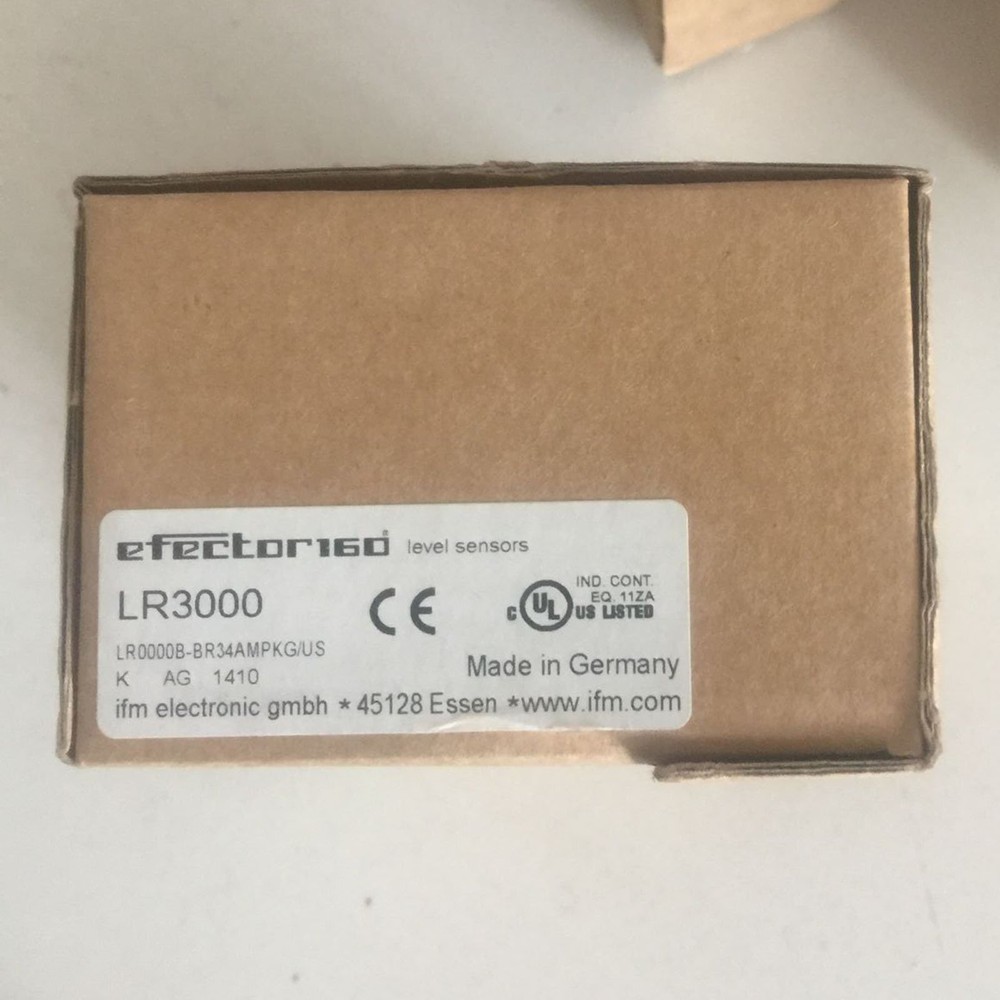 efector160® level sensors
LR3000
CE
IND. CONT.
EQ. 11ZA
C UL US LISTED
LR0000B-BR34AMPKG/US
Made in Germany
K AG 1410
ifm electronic gmbh * 45128 Essen *www.ifm.com